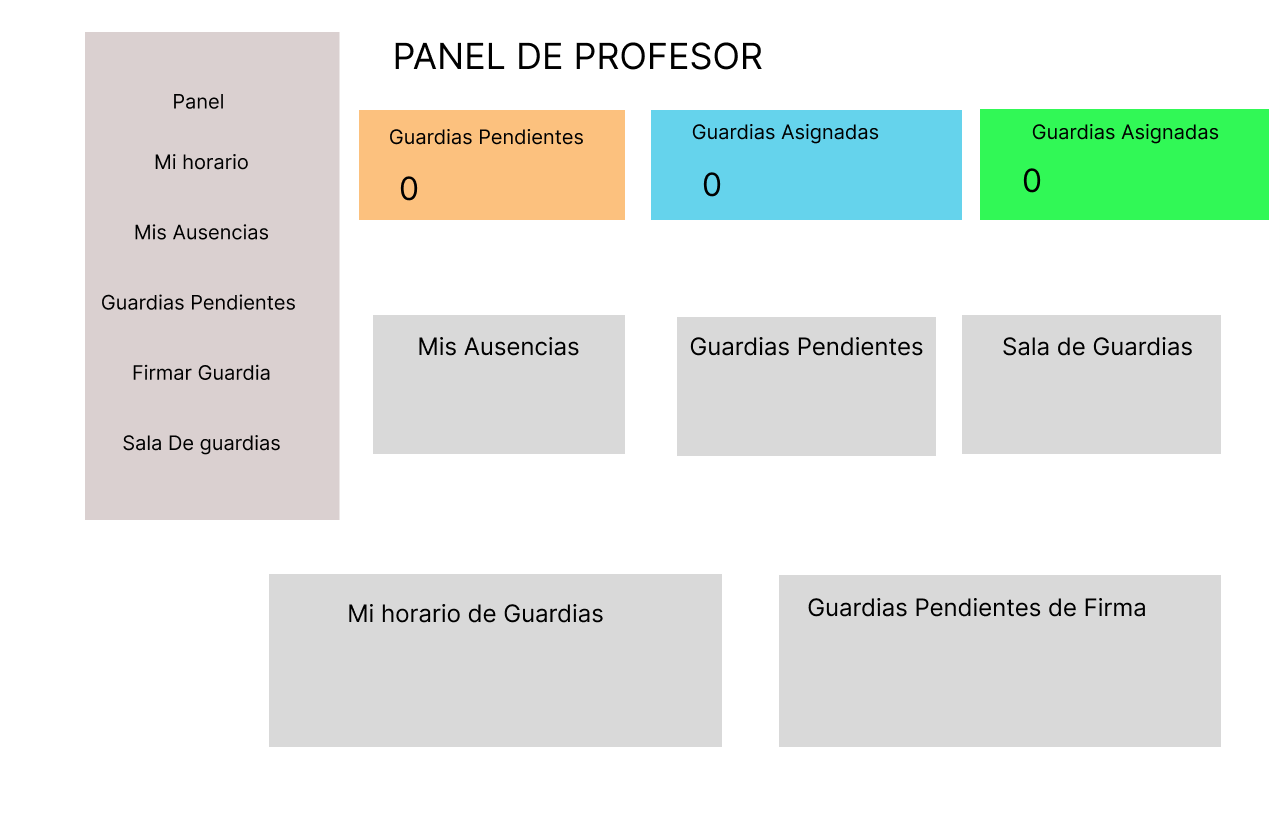 PANEL DE PROFESOR
Panel
Mi horario
Mis Ausencias
Guardias Pendientes
Firmar Guardia
Sala De guardias
Guardias Pendientes
0
Guardias Asignadas
0
Guardias Asignadas
0
Mis Ausencias
Guardias Pendientes
Sala de Guardias
Mi horario de Guardias
Guardias Pendientes de Firma